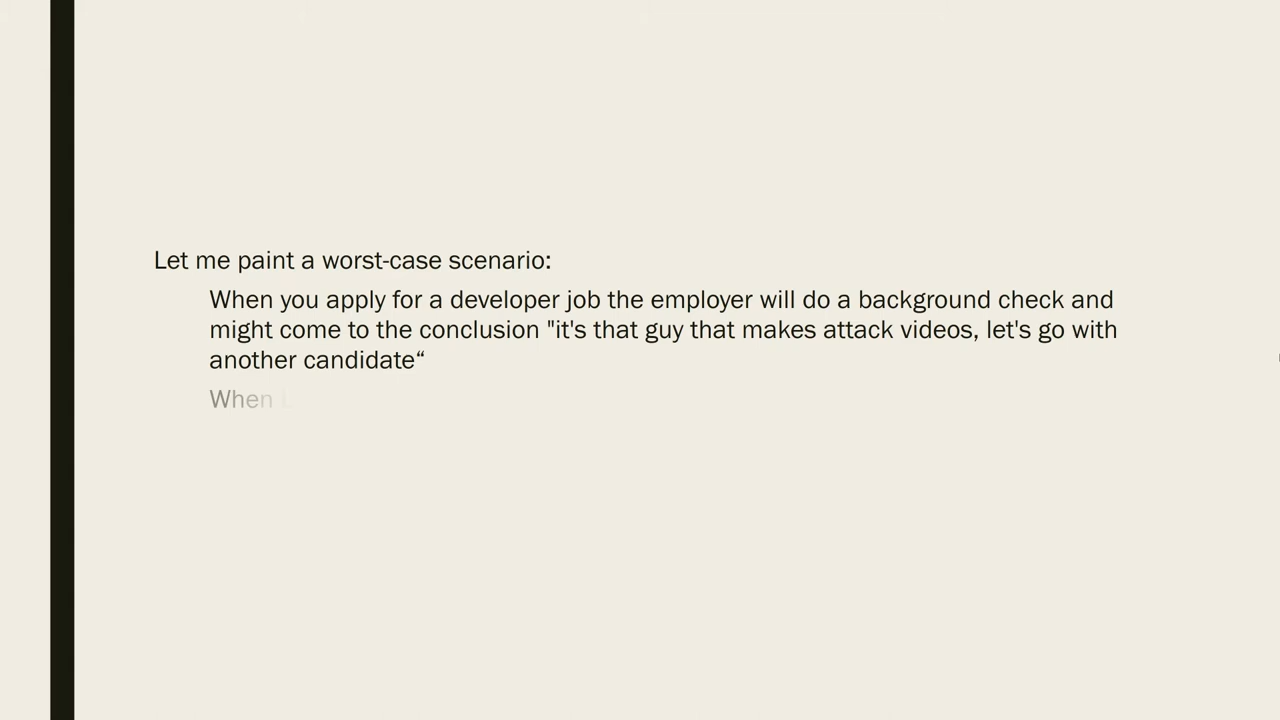 Let me paint a worst-case scenario:
When you apply for a developer job the employer will do a background check and
might come to the conclusion "it's that guy that makes attack videos, let's go with
another candidate“
When